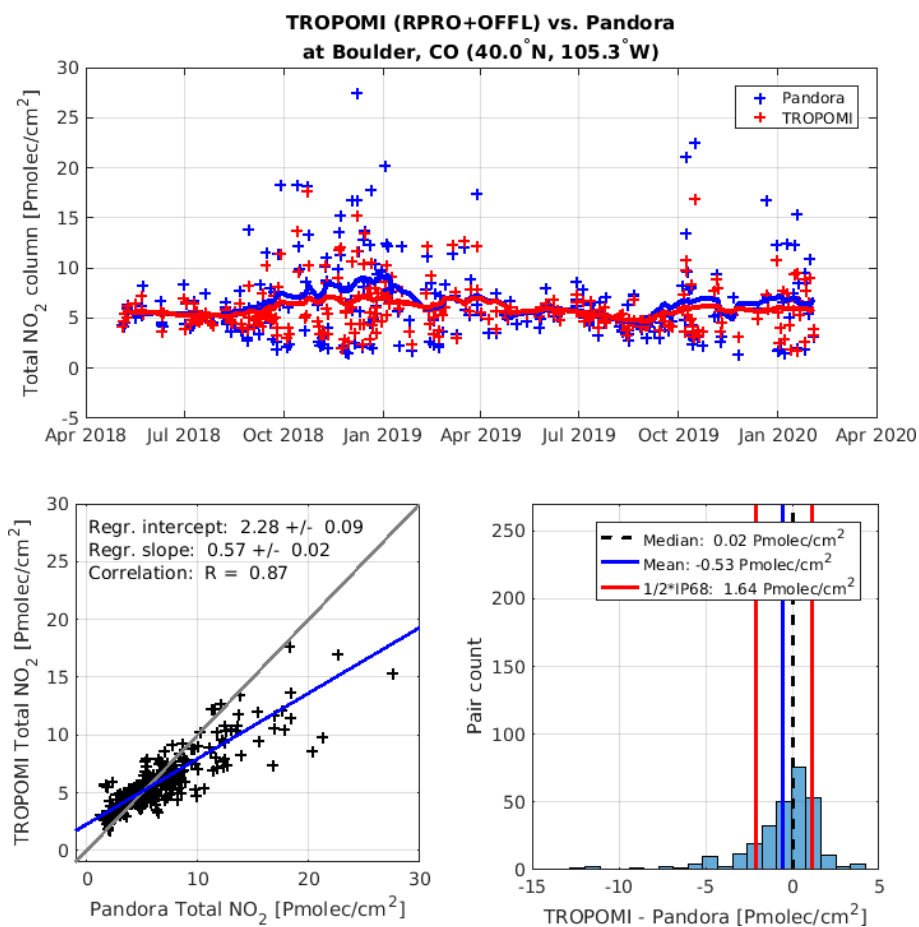 TROPOMI (RPRO+OFFL) vs. Pandora
at Boulder, CO (40.0°N, 105.3°W)
Total NO2 column [Pmolec/cm2]
30
25
20
15
10
5
0
-5
Pandora
TROPOMI
Apr 2018 Jul 2018 Oct 2018 Jan 2019 Apr 2019 Jul 2019 Oct 2019 Jan 2020 Apr 2020
TROPOMI Total NO2 [Pmolec/cm2]
30
25
20
15
10
5
0
Regr. intercept: 2.28 +/- 0.09
Regr. slope: 0.57 +/- 0.02
Correlation: R = 0.87
0 10 20 30
Pandora Total NO2 [Pmolec/cm2]
Pair count
250
200
150
100
50
0
Median: 0.02 Pmolec/cm2
Mean: -0.53 Pmolec/cm2
1/2*IP68: 1.64 Pmolec/cm2
-15 -10 -5 0 5
TROPOMI - Pandora [Pmolec/cm2]